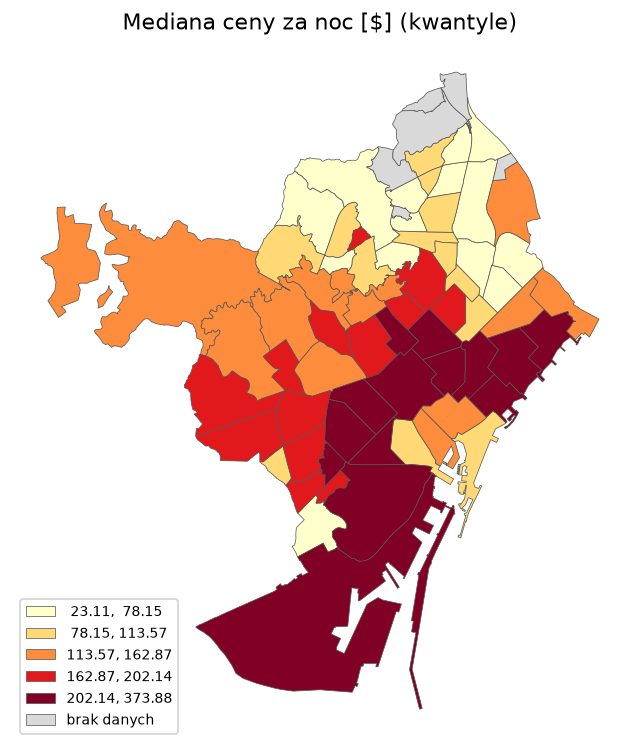 Mediana ceny za noc [$] (kwantyle)
23.11, 78.15
78.15, 113.57
113.57, 162.87
162.87, 202.14
202.14, 373.88
brak danych